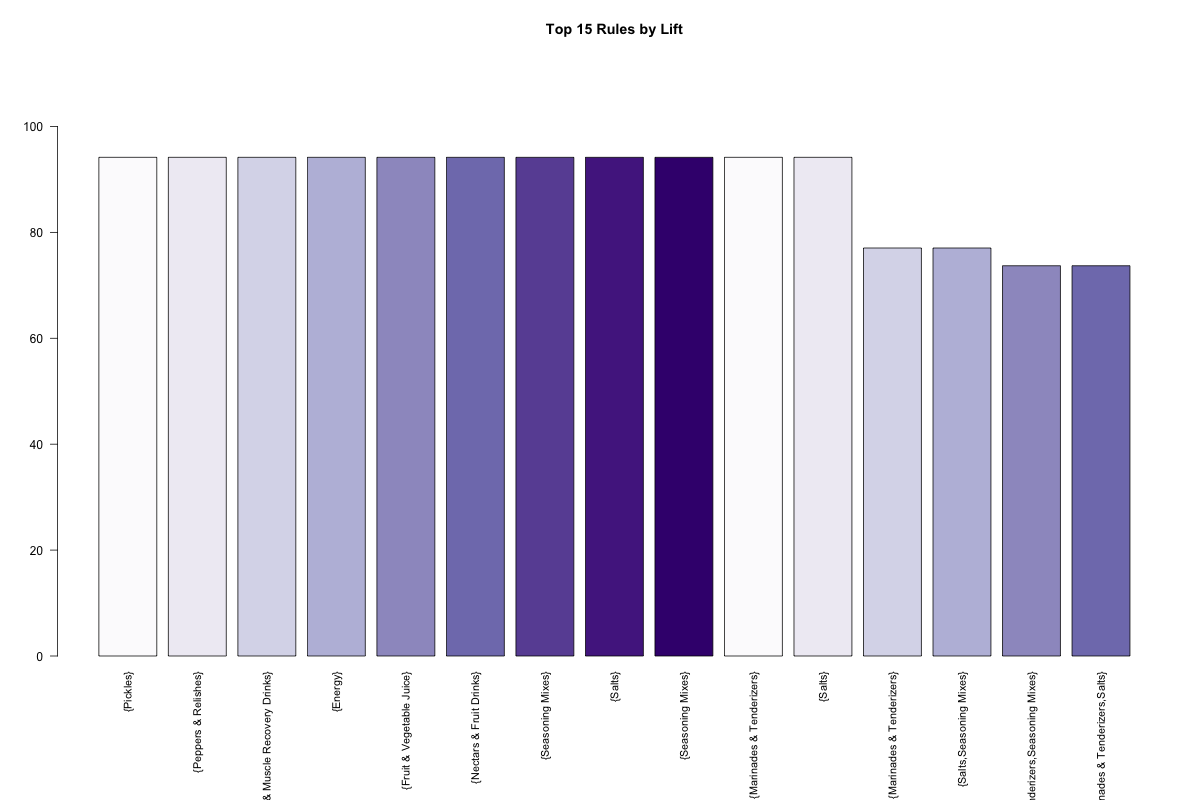 Top 15 Rules by Lift
100
80
60
40
20
0
{Pickles}
{Peppers & Relishes}
& Muscle Recovery Drinks}
{Energy}
{Fruit & Vegetable Juice}
{Nectars & Fruit Drinks}
{Seasoning Mixes}
{Salts}
{Seasoning Mixes}
{Marinades & Tenderizers}
{Salts}
{Marinades & Tenderizers}
{Salts,Seasoning Mixes}
nderizers,Seasoning Mixes}
nades & Tenderizers,Salts}